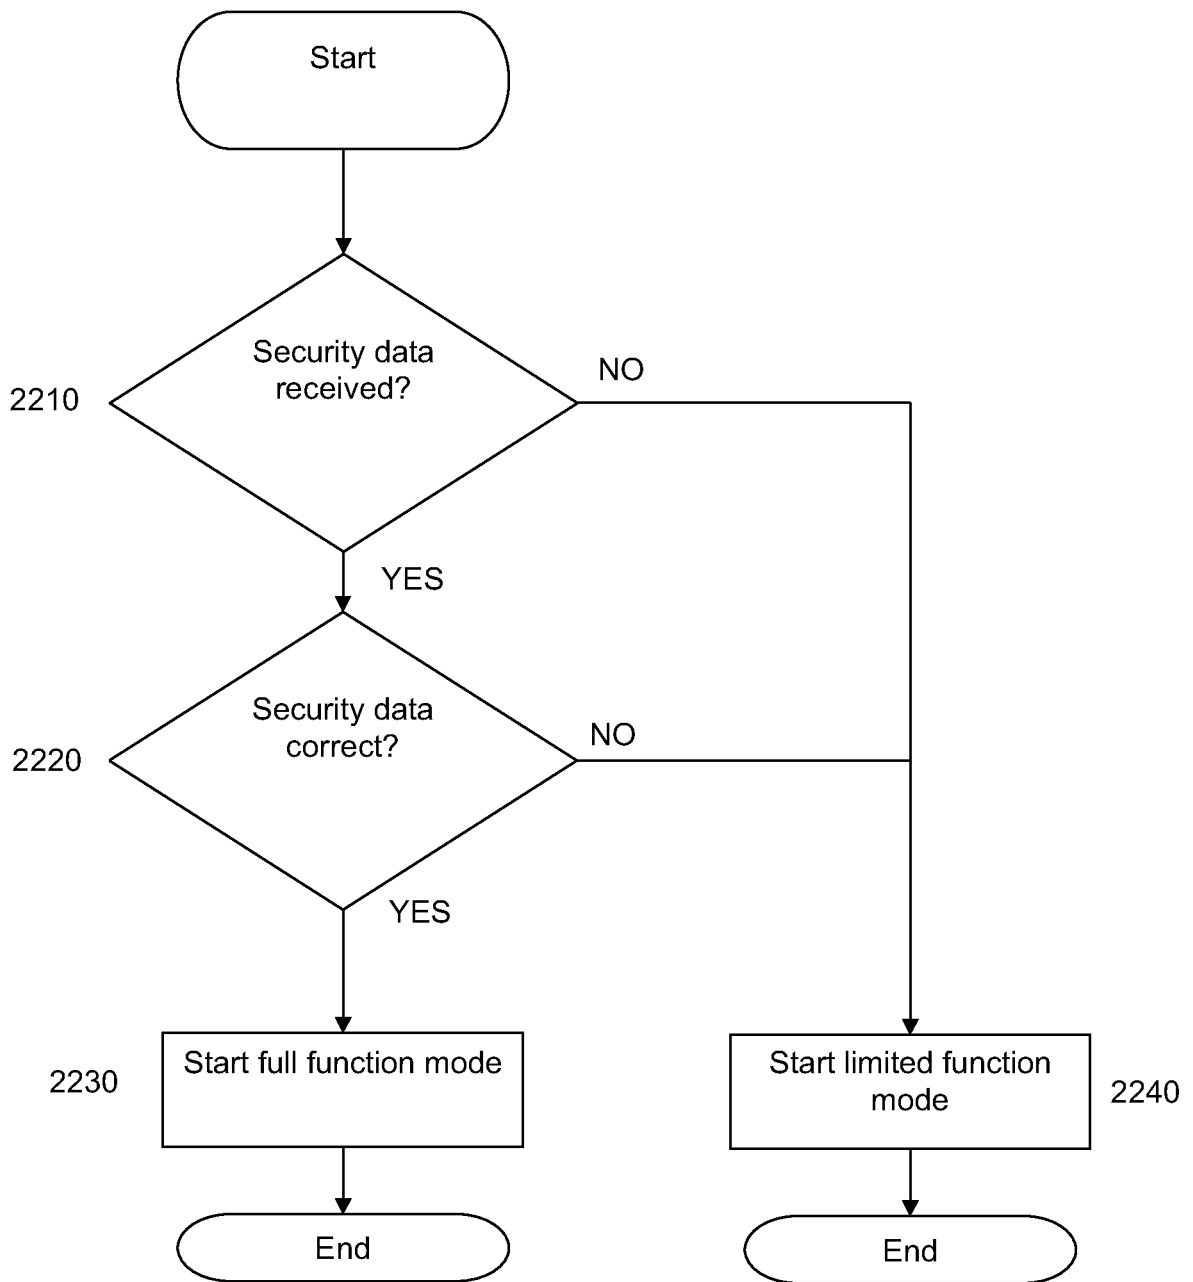 Start
Security data
received?
NO
2210
YES
Security data
correct?
NO
2220
YES
Start full function mode
2230
Start limited function
mode
2240
End
End